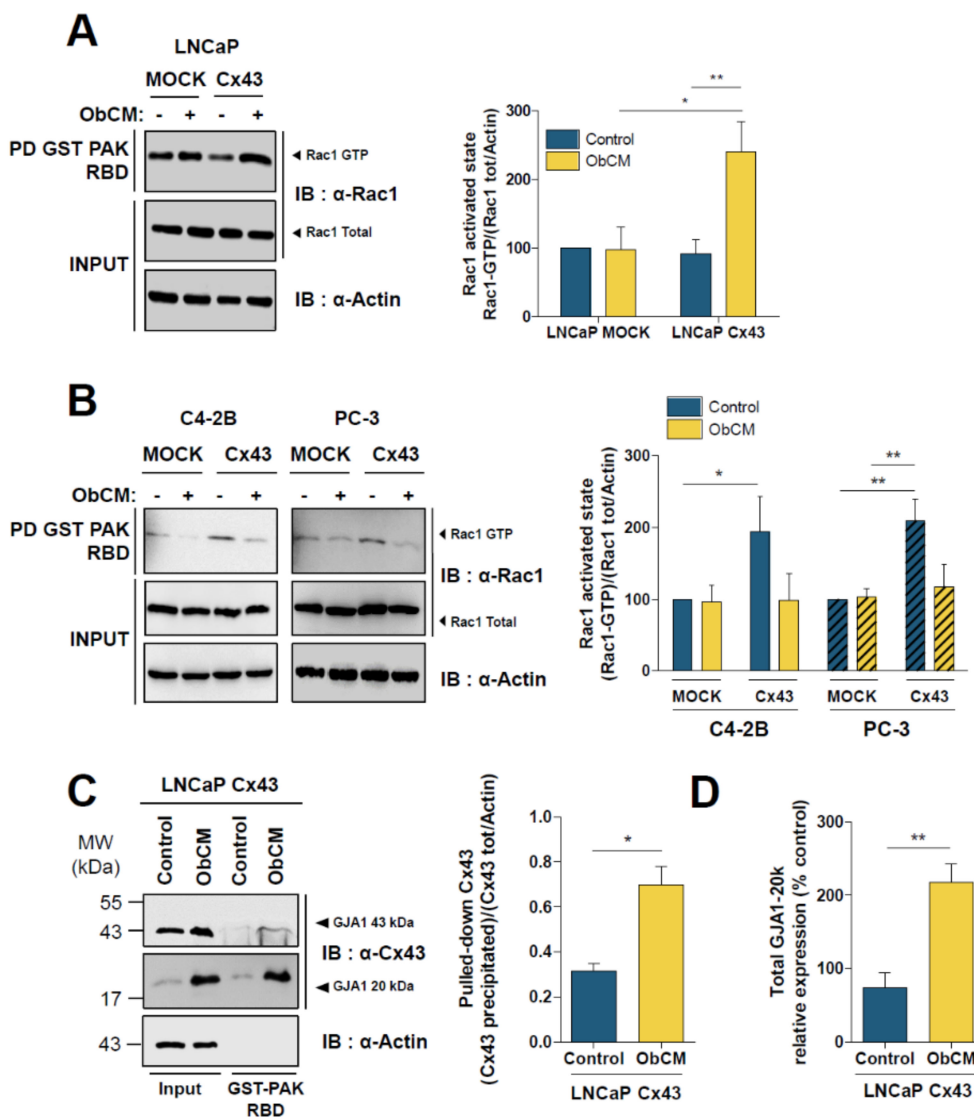 A
LNCaP
MOCK Cx43
ObCM: - + - +
PD GST PAK
RBD
Rac1 GTP
IB : α-Rac1
Rac1 Total
INPUT
IB : α-Actin
Rac1 activated state
Rac1-GTP/(Rac1 tot/Actin)
300
200
100
0
Control
ObCM
*
**
LNCaP MOCK LNCaP Cx43
B
C4-2B PC-3
MOCK Cx43 MOCK Cx43
ObCM: - + - + - + - +
PD GST PAK
RBD
Rac1 GTP
IB : α-Rac1
Rac1 Total
INPUT
IB : α-Actin
Rac1 activated state
(Rac1-GTP)/(Rac1 tot/Actin)
300
200
100
0
Control
ObCM
*
**
**
MOCK Cx43 MOCK Cx43
C4-2B PC-3
C
LNCaP Cx43
MW
(kDa)
Control ObCM Control ObCM
55
43
17
43
GJA1 43 kDa
IB : α-Cx43
GJA1 20 kDa
IB : α-Actin
Input GST-PAK
RBD
Pulled-down Cx43
(Cx43 precipitated)/(Cx43 tot/Actin)
1.0
0.8
0.6
0.4
0.2
0.0
*
Control ObCM
LNCaP Cx43
D
Total GJA1-20k
relative expression (% control)
300
200
100
0
**
Control ObCM
LNCaP Cx43